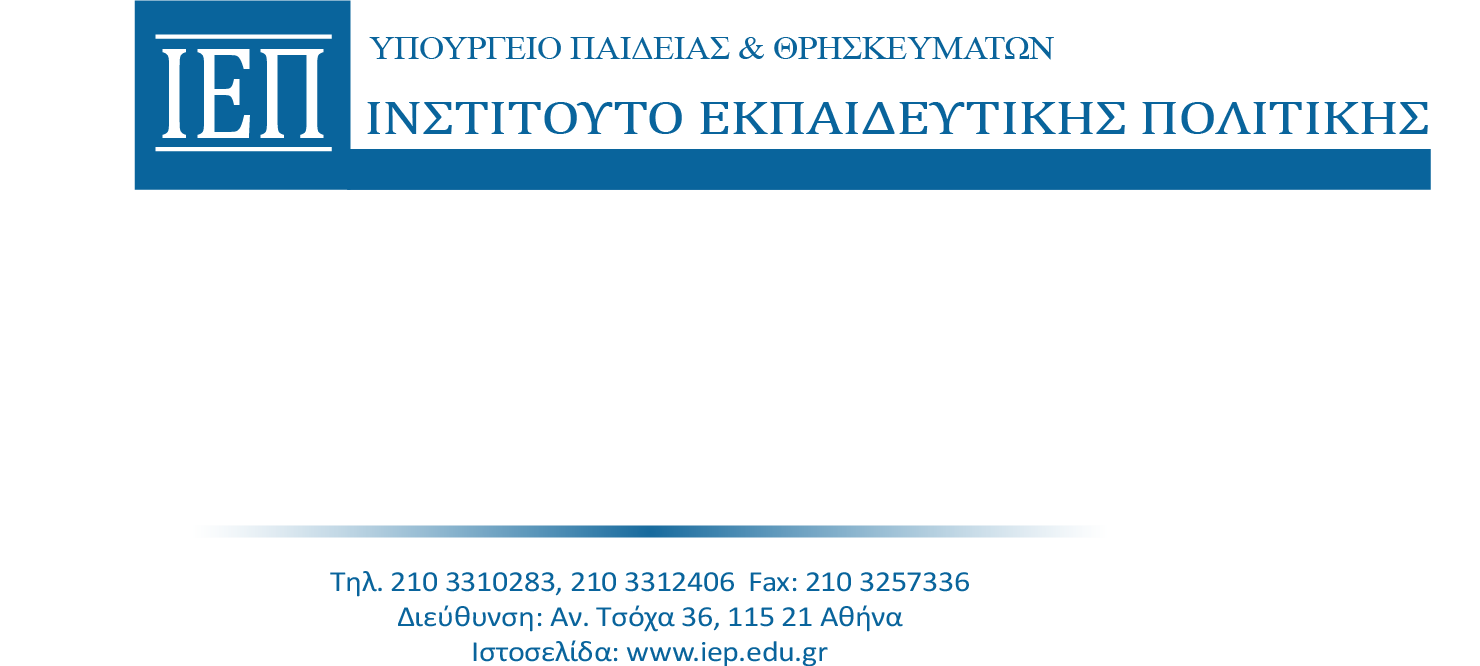 ΙΕΠ
ΥΠΟΥΡΓΕΙΟ ΠΑΙΔΕΙΑΣ & ΘΡΗΣΚΕΥΜΑΤΩΝ
ΙΝΣΤΙΤΟΥΤΟ ΕΚΠΑΙΔΕΥΤΙΚΗΣ ΠΟΛΙΤΙΚΗΣ
Τηλ. 210 3310283, 210 3312406 Fax: 210 3257336
Διεύθυνση: Αν. Τσόχα 36, 115 21 Αθήνα
Ιστοσελίδα: www.iep.edu.gr